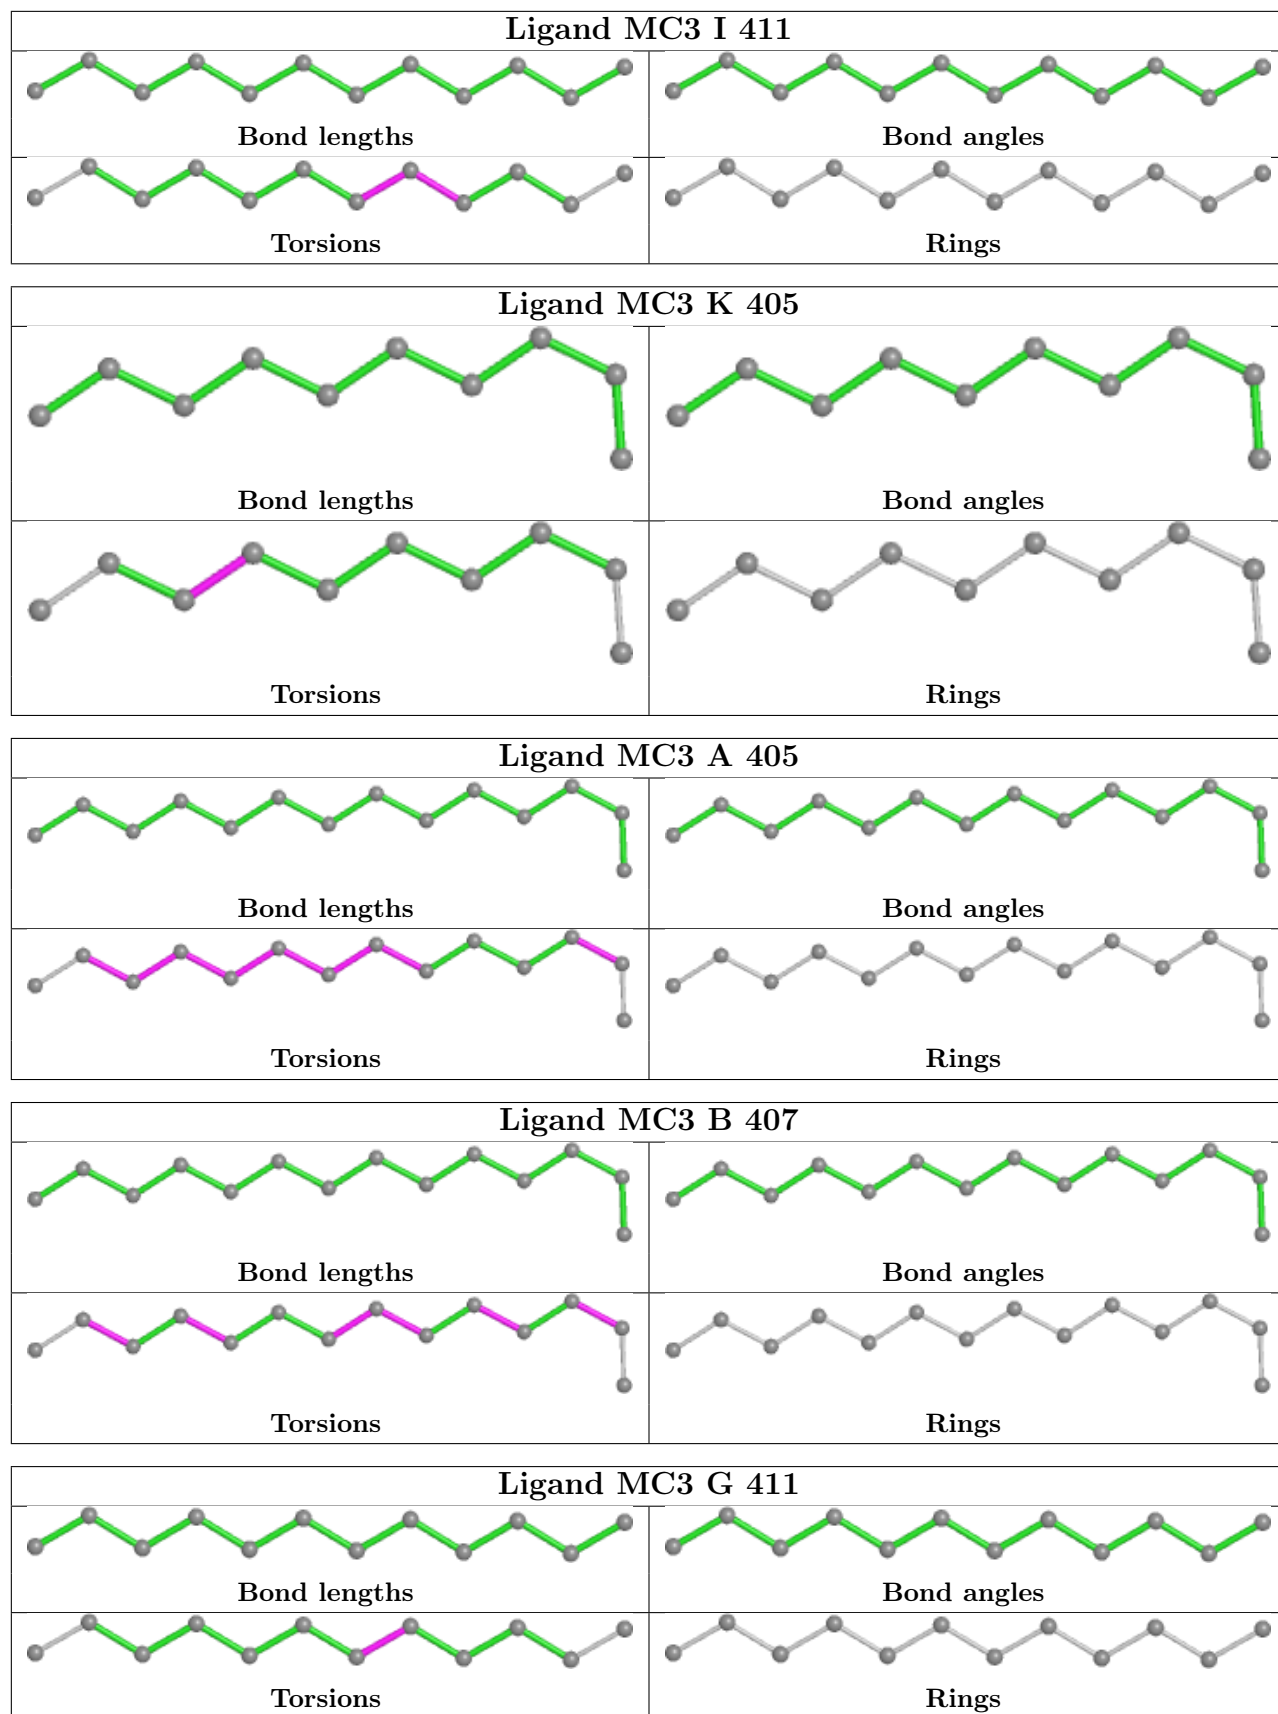 Ligand MC3 I 411
Bond lengths
Bond angles
Torsions
Rings
Ligand MC3 K 405
Bond lengths
Bond angles
Torsions
Rings
Ligand MC3 A 405
Bond lengths
Bond angles
Torsions
Rings
Ligand MC3 B 407
Bond lengths
Bond angles
Torsions
Rings
Ligand MC3 G 411
Bond lengths
Bond angles
Torsions
Rings